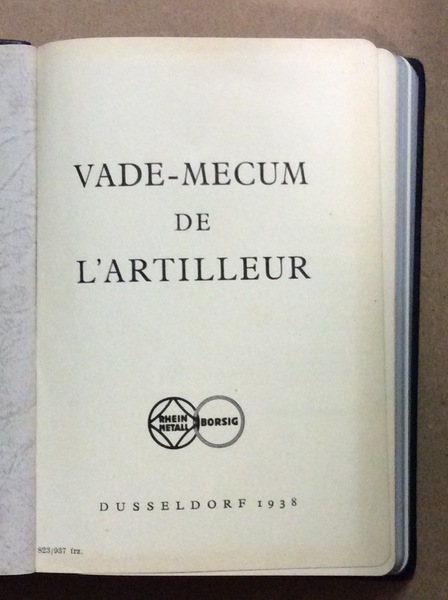 VADE-MECUM
DE
L'ARTILLEUR
RHEIN
METALL
BORSIG
DUSSELDORF 1938
823/937 frz.